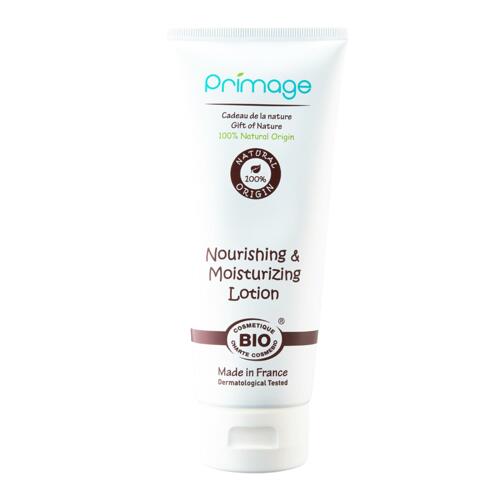 Primage
Cadeau de la nature
Gift of Nature
100% Natural Origin
NATURAL
100%
ORIGIN
Nourishing &
Moisturizing
Lotion
®
COSMETIQUE
BIO
CHARTE COSMEBIO
Made in France
Dermatological Tested